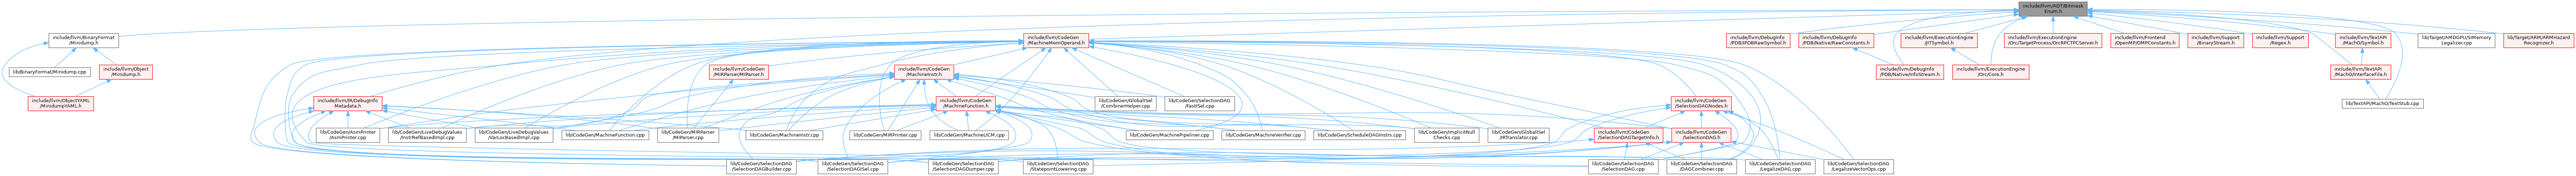 include/llvm/ADT/Bitmask
Enum.h
include/llvm/BinaryFormat
/Minidump.h
include/llvm/CodeGen
/MachineMemOperand.h
include/llvm/DebugInfo
/PDB/IPDBRawSymbol.h
include/llvm/DebugInfo
/PDB/Native/RawConstants.h
include/llvm/ExecutionEngine
/JITSymbol.h
include/llvm/ExecutionEngine
/Orc/TargetProcess/OrcRPCTPCServer.h
include/llvm/Frontend
/OpenMP/OMPConstants.h
include/llvm/Support
/BinaryStream.h
include/llvm/Support
/Regex.h
include/llvm/TextAPI
/MachO/Symbol.h
lib/Target/AMDGPU/SIMemory
Legalizer.cpp
lib/Target/ARM/ARMHazard
Recognizer.h
lib/BinaryFormat/Minidump.cpp
include/llvm/Object
/Minidump.h
include/llvm/CodeGen
/MIRParser/MIParser.h
include/llvm/CodeGen
/MachineInstr.h
include/llvm/DebugInfo
/PDB/Native/InfoStream.h
include/llvm/ExecutionEngine
/Orc/Core.h
include/llvm/TextAPI
/MachO/InterfaceFile.h
include/llvm/ObjectYAML
/MinidumpYAML.h
include/llvm/IR/DebugInfo
Metadata.h
include/llvm/CodeGen
/MachineFunction.h
lib/CodeGen/GlobalISel
/CombinerHelper.cpp
lib/CodeGen/SelectionDAG
/FastISel.cpp
include/llvm/CodeGen
/SelectionDAGNodes.h
lib/TextAPI/MachO/TextStub.cpp
lib/CodeGen/AsmPrinter
/AsmPrinter.cpp
lib/CodeGen/LiveDebugValues
/InstrRefBasedImpl.cpp
lib/CodeGen/LiveDebugValues
/VarLocBasedImpl.cpp
lib/CodeGen/MachineFunction.cpp
lib/CodeGen/MIRParser
/MIParser.cpp
lib/CodeGen/MachineInstr.cpp
lib/CodeGen/MIRPrinter.cpp
lib/CodeGen/MachineLICM.cpp
lib/CodeGen/MachinePipeliner.cpp
lib/CodeGen/MachineVerifier.cpp
lib/CodeGen/ScheduleDAGInstrs.cpp
lib/CodeGen/ImplicitNull
Checks.cpp
lib/CodeGen/GlobalISel
/IRTranslator.cpp
include/llvm/CodeGen
/SelectionDAGTargetInfo.h
include/llvm/CodeGen
/SelectionDAG.h
lib/CodeGen/SelectionDAG
/SelectionDAGBuilder.cpp
lib/CodeGen/SelectionDAG
/SelectionDAGISel.cpp
lib/CodeGen/SelectionDAG
/SelectionDAGDumper.cpp
lib/CodeGen/SelectionDAG
/StatepointLowering.cpp
lib/CodeGen/SelectionDAG
/SelectionDAG.cpp
lib/CodeGen/SelectionDAG
/DAGCombiner.cpp
lib/CodeGen/SelectionDAG
/LegalizeDAG.cpp
lib/CodeGen/SelectionDAG
/LegalizeVectorOps.cpp